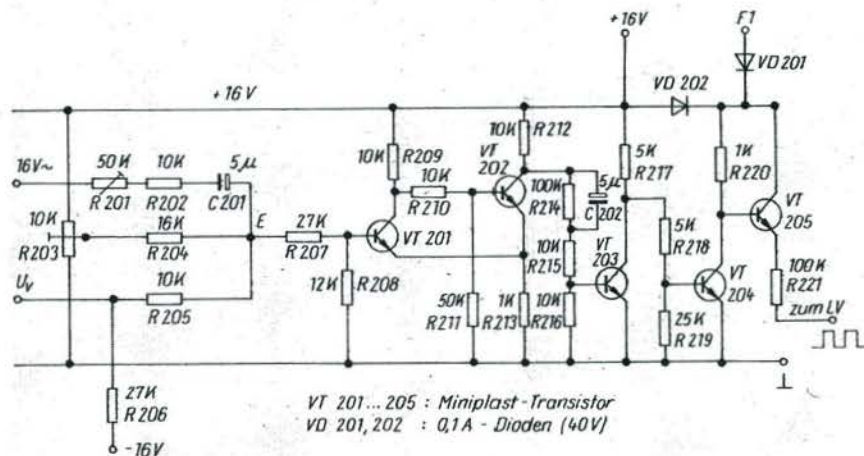 +16V
F1
VD 201
VD 202
+16V
16V~
50K
R 201
10K
R 202
5µ
C 201
10K
R 203
16K
R 204
E
27K
R 207
U_v
10K
R 205
27K
R 206
-16V
12K
R 208
10K
R 209
10K
R 210
VT 201
VT
202
10K
R 212
50K
R 211
1K
R 213
100K
R 214
5µ
C 202
10K
R 215
10K
R 216
VT
203
5K
R 217
5K
R 218
25K
R 219
1K
R 220
VT
204
VT
205
100K
R 221
zum LV
VT 201...205 : Miniplast-Transistor
VD 201, 202 : 0,1 A - Dioden (40V)